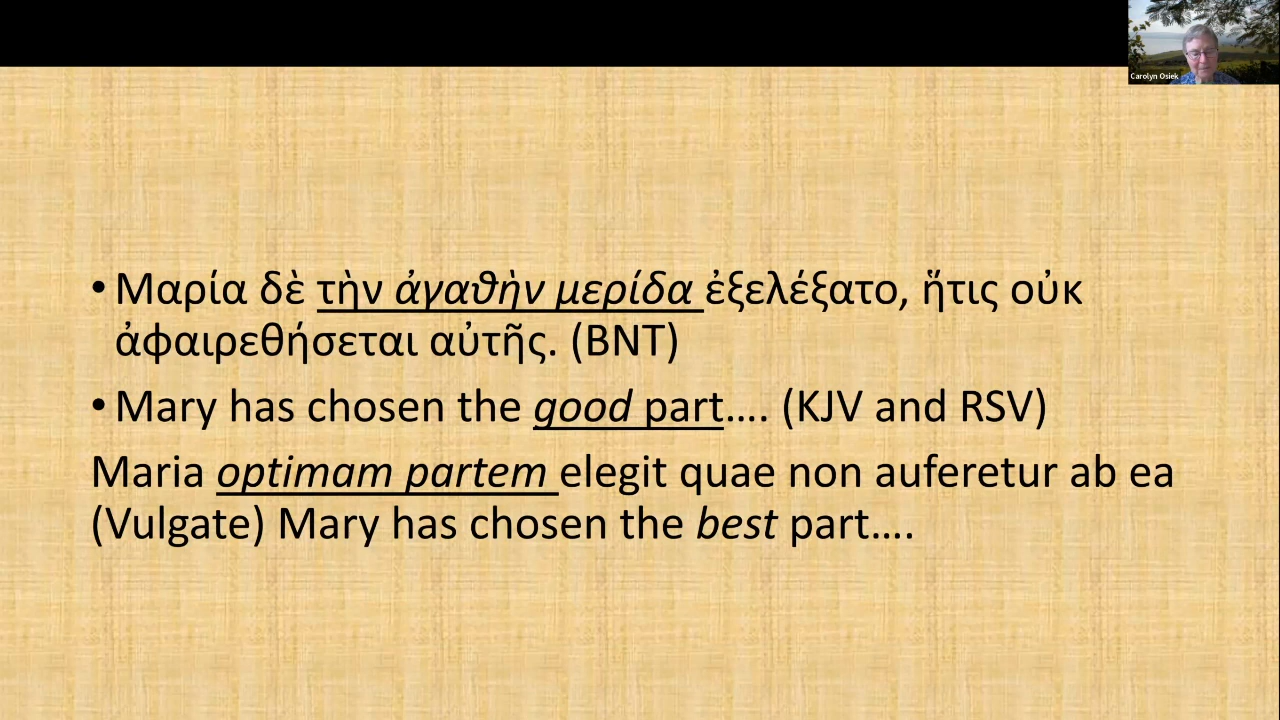 Carolyn Osiek
• Μαρία δὲ τὴν ἀγαθὴν μερίδα ἐξελέξατο, ἥτις οὐκ
ἀφαιρεθήσεται αὐτῆς. (BNT)
• Mary has chosen the good part…. (KJV and RSV)
Maria optimam partem elegit quae non auferetur ab ea
(Vulgate) Mary has chosen the best part….